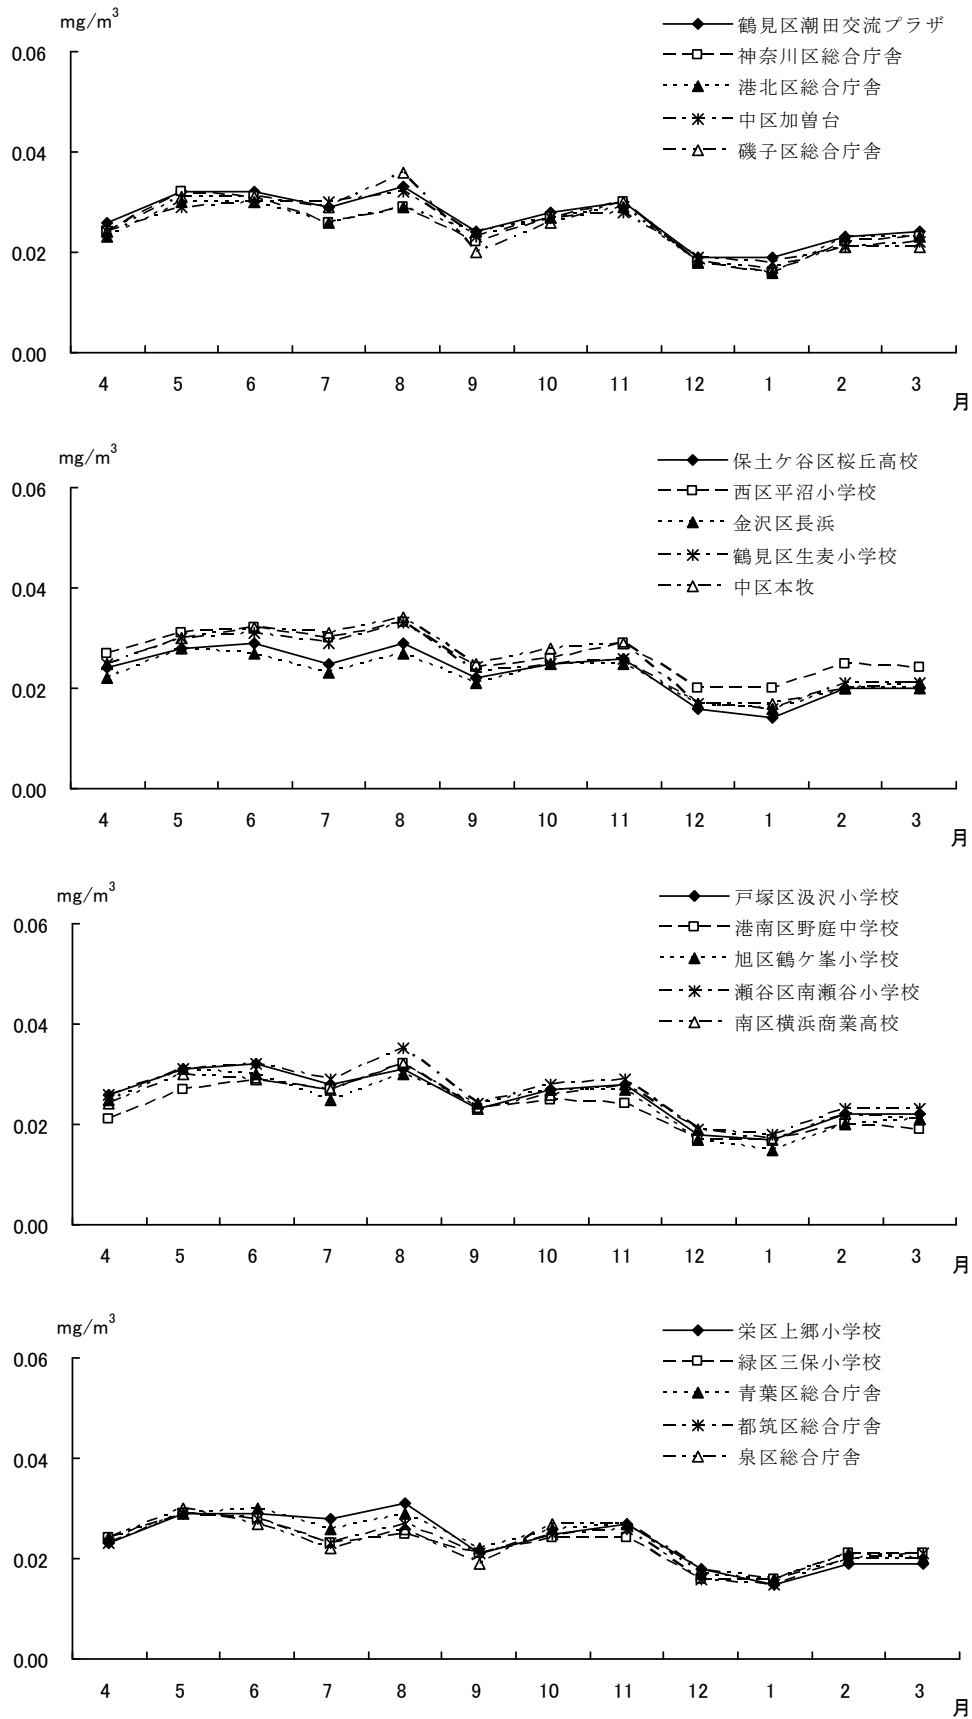 mg/m³
鶴見区潮田交流プラザ
神奈川区総合庁舎
港北区総合庁舎
中区加曽台
磯子区総合庁舎
0.06
0.04
0.02
0.00
4 5 6 7 8 9 10 11 12 1 2 3
月
mg/m³
保土ケ谷区桜丘高校
西区平沼小学校
金沢区長浜
鶴見区生麦小学校
中区本牧
0.06
0.04
0.02
0.00
4 5 6 7 8 9 10 11 12 1 2 3
月
mg/m³
戸塚区汲沢小学校
港南区野庭中学校
旭区鶴ケ峯小学校
瀬谷区南瀬谷小学校
南区横浜商業高校
0.06
0.04
0.02
0.00
4 5 6 7 8 9 10 11 12 1 2 3
月
mg/m³
栄区上郷小学校
緑区三保小学校
青葉区総合庁舎
都筑区総合庁舎
泉区総合庁舎
0.06
0.04
0.02
0.00
4 5 6 7 8 9 10 11 12 1 2 3
月